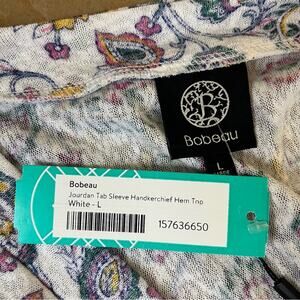 B
Bobeau
L
Bobeau
Jourdan Tab Sleeve Handkerchief Hem Top
White - L
157636650